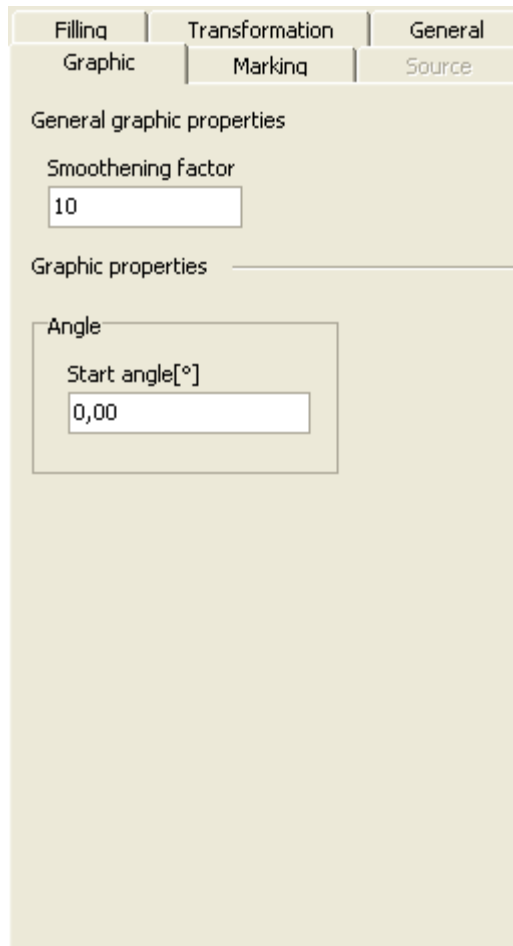 Filling Transformation General
Graphic Marking Source
General graphic properties
Smoothening factor
10
Graphic properties
Angle
Start angle[°]
0,00